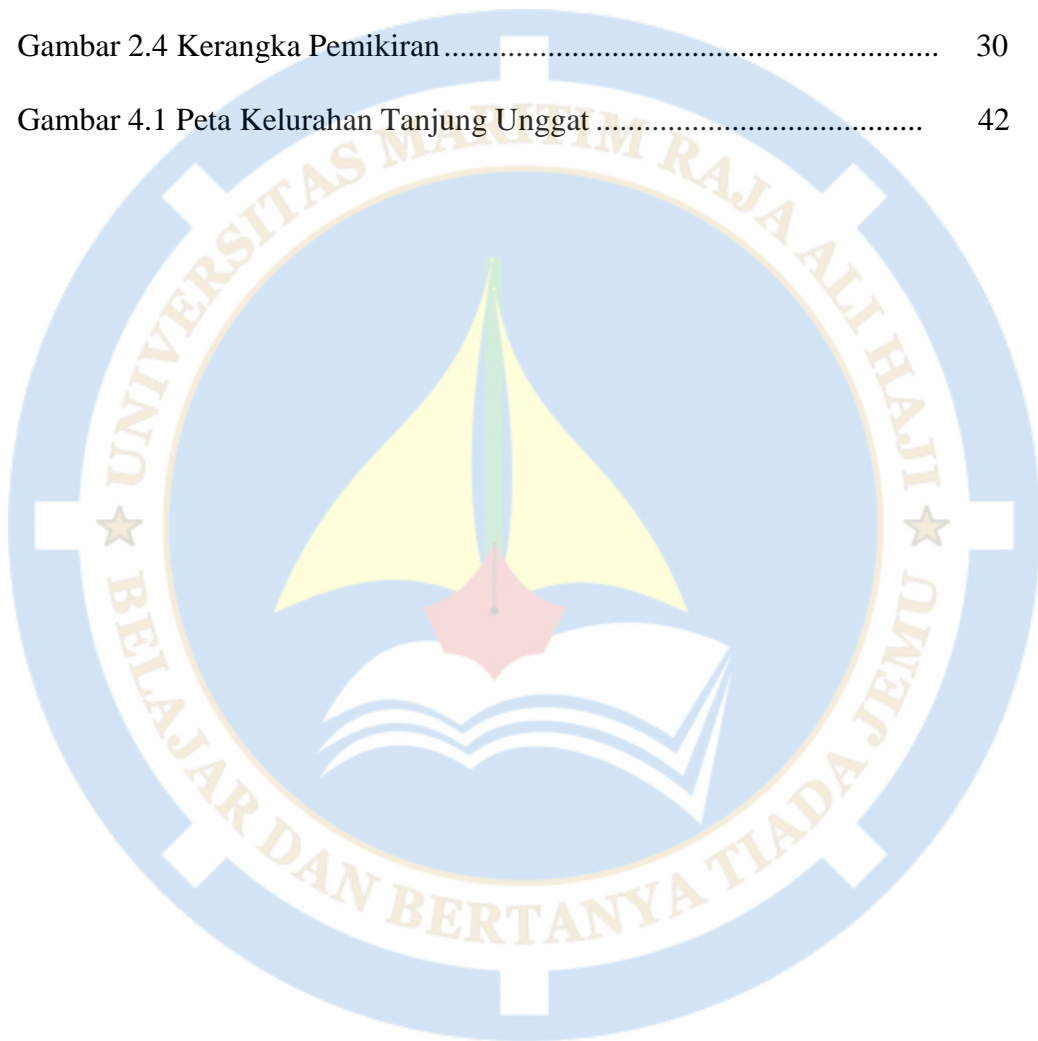 Gambar 2.4 Kerangka Pemikiran............................................................. 30
Gambar 4.1 Peta Kelurahan Tanjung Unggat ........................................ 42
UNIVERSITAS MARITIM RAJA ALI HAJI
BELAJAR DAN BERTANYA TIADA JEMU